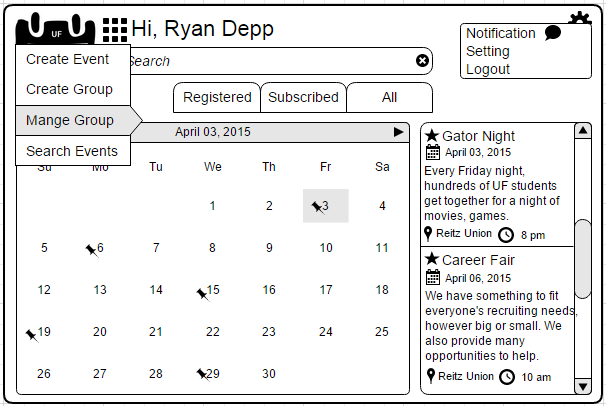 UF
Hi, Ryan Depp
Notification
Setting
Logout
Create Event
Create Group
Mange Group
Search Events
Search
Registered
Subscribed
All
April 03, 2015
Su Mo Tu We Th Fr Sa
1 2 3 4
5 6 7 8 9 10 11
12 13 14 15 16 17 18
19 20 21 22 23 24 25
26 27 28 29 30
Gator Night
April 03, 2015
Every Friday night,
hundreds of UF students
get together for a night of
movies, games.
Reitz Union 8 pm
Career Fair
April 06, 2015
We have something to fit
everyone's recruiting needs,
however big or small. We
also provide many
opportunities to help.
Reitz Union 10 am